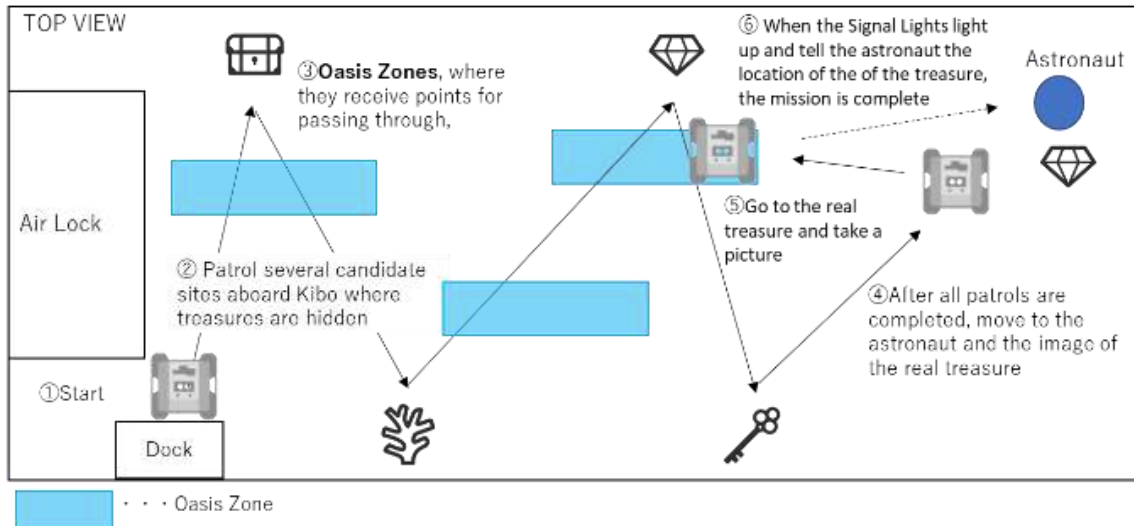 TOP VIEW
③Oasis Zones, where
they receive points for
passing through,
⑥ When the Signal Lights light
up and tell the astronaut the
location of the of the treasure,
the mission is complete
Astronaut
Air Lock
② Patrol several candidate
sites aboard Kibo where
treasures are hidden
⑤Go to the real
treasure and take a
picture
④After all patrols are
completed, move to the
astronaut and the image of
the real treasure
①Start
Dock
・・・Oasis Zone